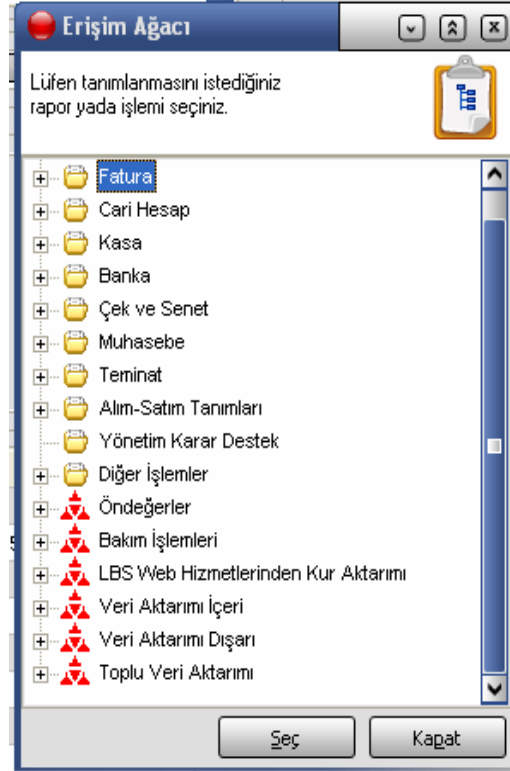 Erişim Ağacı
Lüfen tanımlanmasını istediğiniz
rapor yada işlemi seçiniz.
Fatura
Cari Hesap
Kasa
Banka
Çek ve Senet
Muhasebe
Teminat
Alım-Satım Tanımları
Yönetim Karar Destek
Diğer İşlemler
Öndeğerler
Bakım İşlemleri
LBS Web Hizmetlerinden Kur Aktarımı
Veri Aktarımı İçeri
Veri Aktarımı Dışarı
Toplu Veri Aktarımı
Seç Kapat